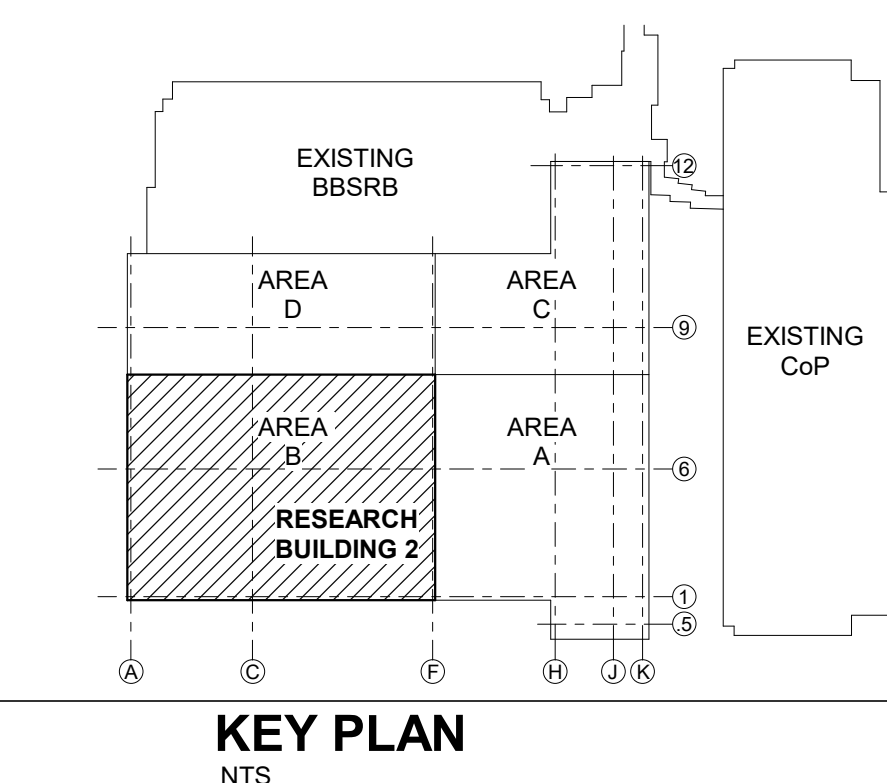 EXISTING
BBSRB
12
AREA
D
AREA
C
9
EXISTING
CoP
AREA
B
AREA
A
6
RESEARCH
BUILDING 2
1
.5
A
C
F
H
J
K
KEY PLAN
NTS